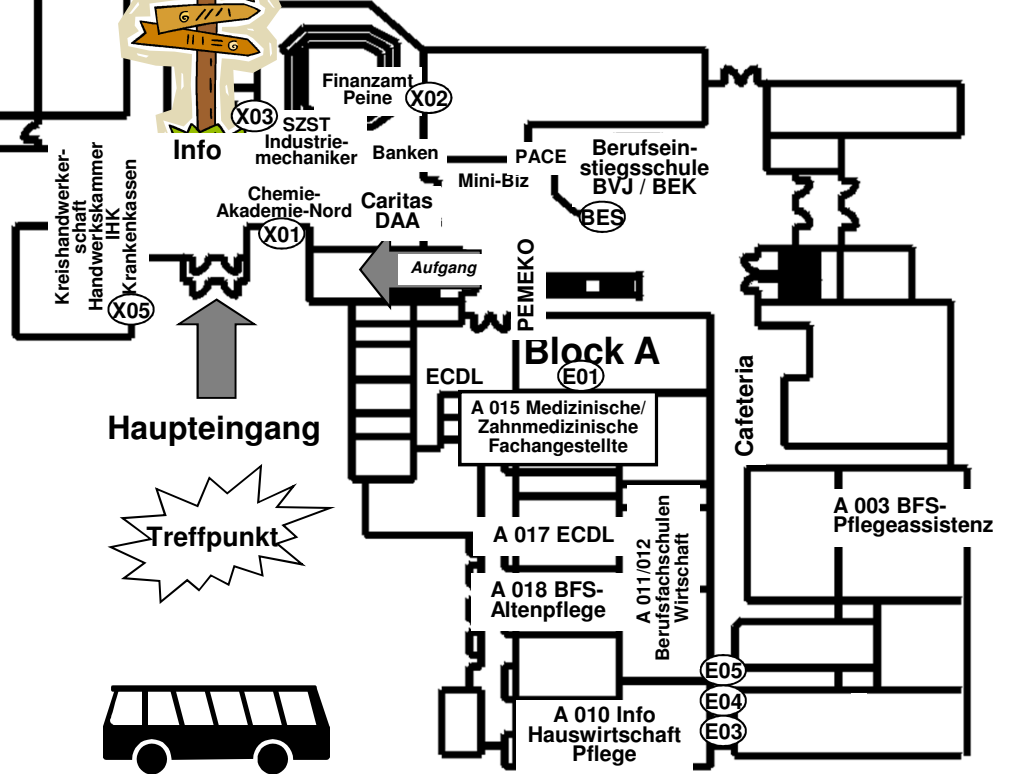 Finanzamt
Peine
X02
X03
SZST
Industrie-
mechaniker
Info
Banken
PACE
Mini-Biz
Berufsein-
stiegsschule
BVJ / BEK
BES
Kreishandwerker-
schaft
Handwerkskammer
IHK
Krankenkassen
X05
Chemie-
Akademie-Nord
X01
Caritas
DAA
Aufgang
PEMEKO
Block A
E01
ECDL
Haupteingang
A 015 Medizinische/
Zahnmedizinische
Fachangestellte
Cafeteria
Treffpunkt
A 017 ECDL
A 018 BFS-
Altenpflege
A 011/012
Berufsfachschulen
Wirtschaft
A 003 BFS-
Pflegeassistenz
E05
E04
E03
A 010 Info
Hauswirtschaft
Pflege